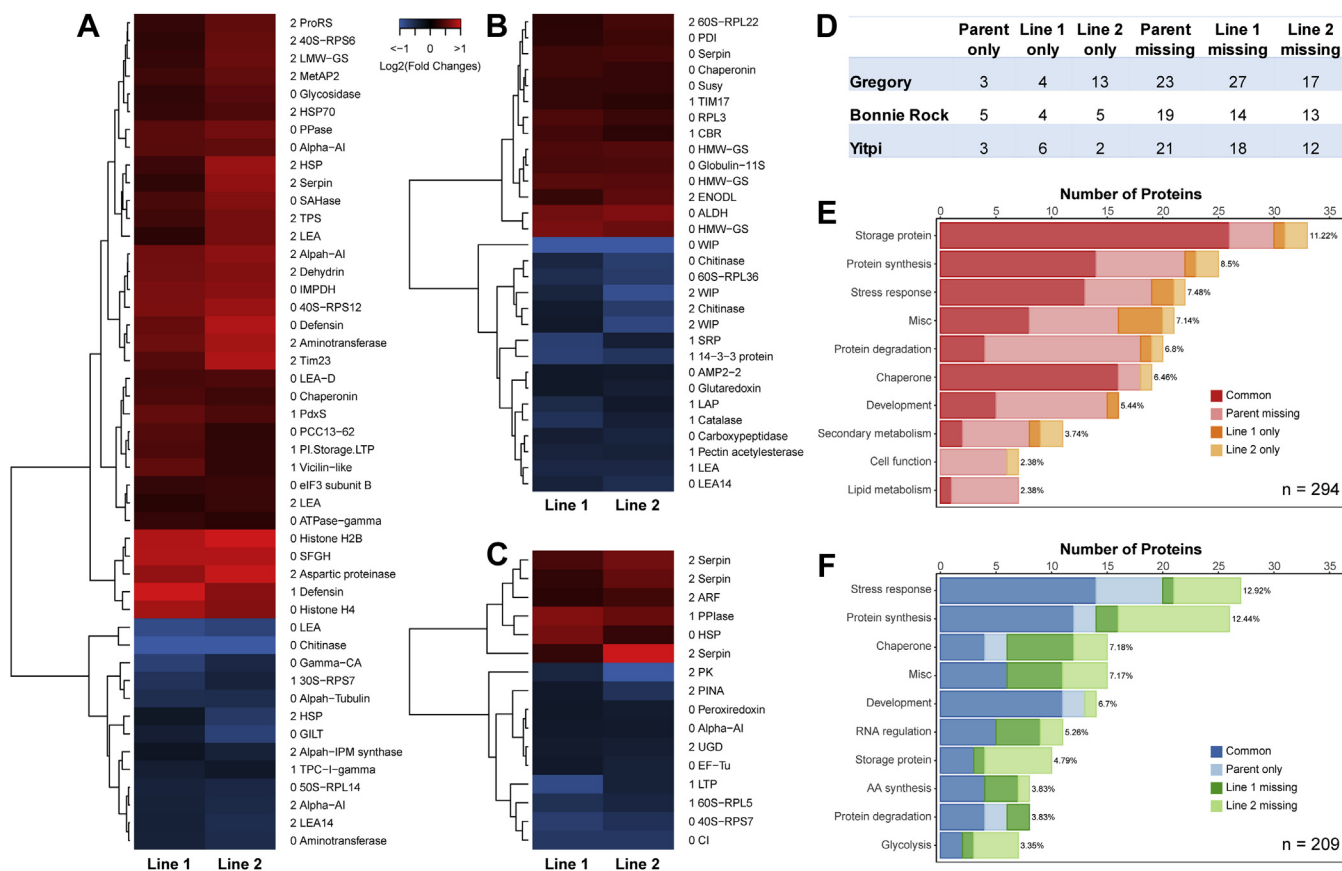 A
2 ProRS
2 40S−RPS6
2 LMW−GS
2 MetAP2
0 Glycosidase
2 HSP70
0 PPase
0 Alpha−AI
2 HSP
2 Serpin
0 SAHase
2 TPS
2 LEA
2 Alpah−AI
2 Dehydrin
0 IMPDH
0 40S−RPS12
0 Defensin
2 Aminotransferase
2 Tim23
0 LEA−D
0 Chaperonin
1 PdxS
0 PCC13−62
1 PI.Storage.LTP
1 Vicilin−like
0 eIF3 subunit B
2 LEA
0 ATPase−gamma
0 Histone H2B
0 SFGH
2 Aspartic proteinase
1 Defensin
0 Histone H4
0 LEA
0 Chitinase
0 Gamma−CA
1 30S−RPS7
0 Alpah−Tubulin
2 HSP
0 GILT
2 Alpah−IPM synthase
1 TPC−I−gamma
0 50S−RPL14
2 Alpha−AI
2 LEA14
0 Aminotransferase
Line 1 Line 2
<−1 0 >1
Log2(Fold Changes)
B
2 60S−RPL22
0 PDI
0 Serpin
0 Chaperonin
0 Susy
1 TIM17
0 RPL3
1 CBR
0 HMW−GS
0 Globulin−11S
0 HMW−GS
2 ENODL
0 ALDH
0 HMW−GS
0 WIP
0 Chitinase
0 60S−RPL36
2 WIP
2 Chitinase
2 WIP
1 SRP
1 14−3−3 protein
0 AMP2−2
0 Glutaredoxin
1 LAP
1 Catalase
0 Carboxypeptidase
1 Pectin acetylesterase
1 LEA
0 LEA14
Line 1 Line 2
C
2 Serpin
2 Serpin
2 ARF
1 PPIase
0 HSP
2 Serpin
2 PK
2 PINA
0 Peroxiredoxin
0 Alpha−AI
2 UGD
0 EF−Tu
1 LTP
1 60S−RPL5
0 40S−RPS7
0 CI
Line 1 Line 2
D
Parent only Line 1 only Line 2 only Parent missing Line 1 missing Line 2 missing
Gregory 3 4 13 23 27 17
Bonnie Rock 5 4 5 19 14 13
Yitpi 3 6 2 21 18 12
E
Number of Proteins
0 5 10 15 20 25 30 35
Storage protein 11.22%
Protein synthesis 8.5%
Stress response 7.48%
Misc 7.14%
Protein degradation 6.8%
Chaperone 6.46%
Development 5.44%
Secondary metabolism 3.74%
Cell function 2.38%
Lipid metabolism 2.38%
Common
Parent missing
Line 1 only
Line 2 only
n = 294
F
Number of Proteins
0 5 10 15 20 25 30 35
Stress response 12.92%
Protein synthesis 12.44%
Chaperone 7.18%
Misc 7.17%
Development 6.7%
RNA regulation 5.26%
Storage protein 4.79%
AA synthesis 3.83%
Protein degradation 3.83%
Glycolysis 3.35%
Common
Parent only
Line 1 missing
Line 2 missing
n = 209